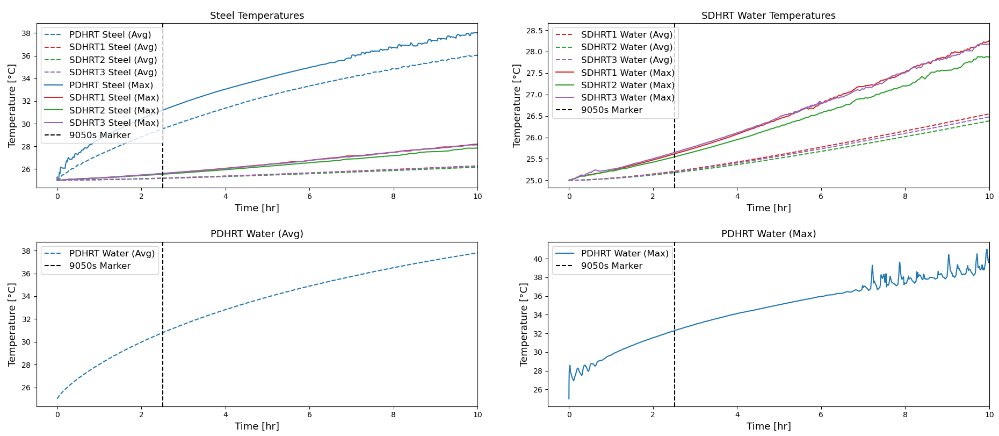 Steel Temperatures
Temperature [°C]
38
36
34
32
30
28
26
PDHRT Steel (Avg)
SDHRT1 Steel (Avg)
SDHRT2 Steel (Avg)
SDHRT3 Steel (Avg)
PDHRT Steel (Max)
SDHRT1 Steel (Max)
SDHRT2 Steel (Max)
SDHRT3 Steel (Max)
9050s Marker
0 2 4 6 8 10
Time [hr]
SDHRT Water Temperatures
Temperature [°C]
28.5
28.0
27.5
27.0
26.5
26.0
25.5
25.0
SDHRT1 Water (Avg)
SDHRT2 Water (Avg)
SDHRT3 Water (Avg)
SDHRT1 Water (Max)
SDHRT2 Water (Max)
SDHRT3 Water (Max)
9050s Marker
0 2 4 6 8 10
Time [hr]
PDHRT Water (Avg)
Temperature [°C]
38
36
34
32
30
28
26
PDHRT Water (Avg)
9050s Marker
0 2 4 6 8 10
Time [hr]
PDHRT Water (Max)
Temperature [°C]
40
38
36
34
32
30
28
26
PDHRT Water (Max)
9050s Marker
0 2 4 6 8 10
Time [hr]